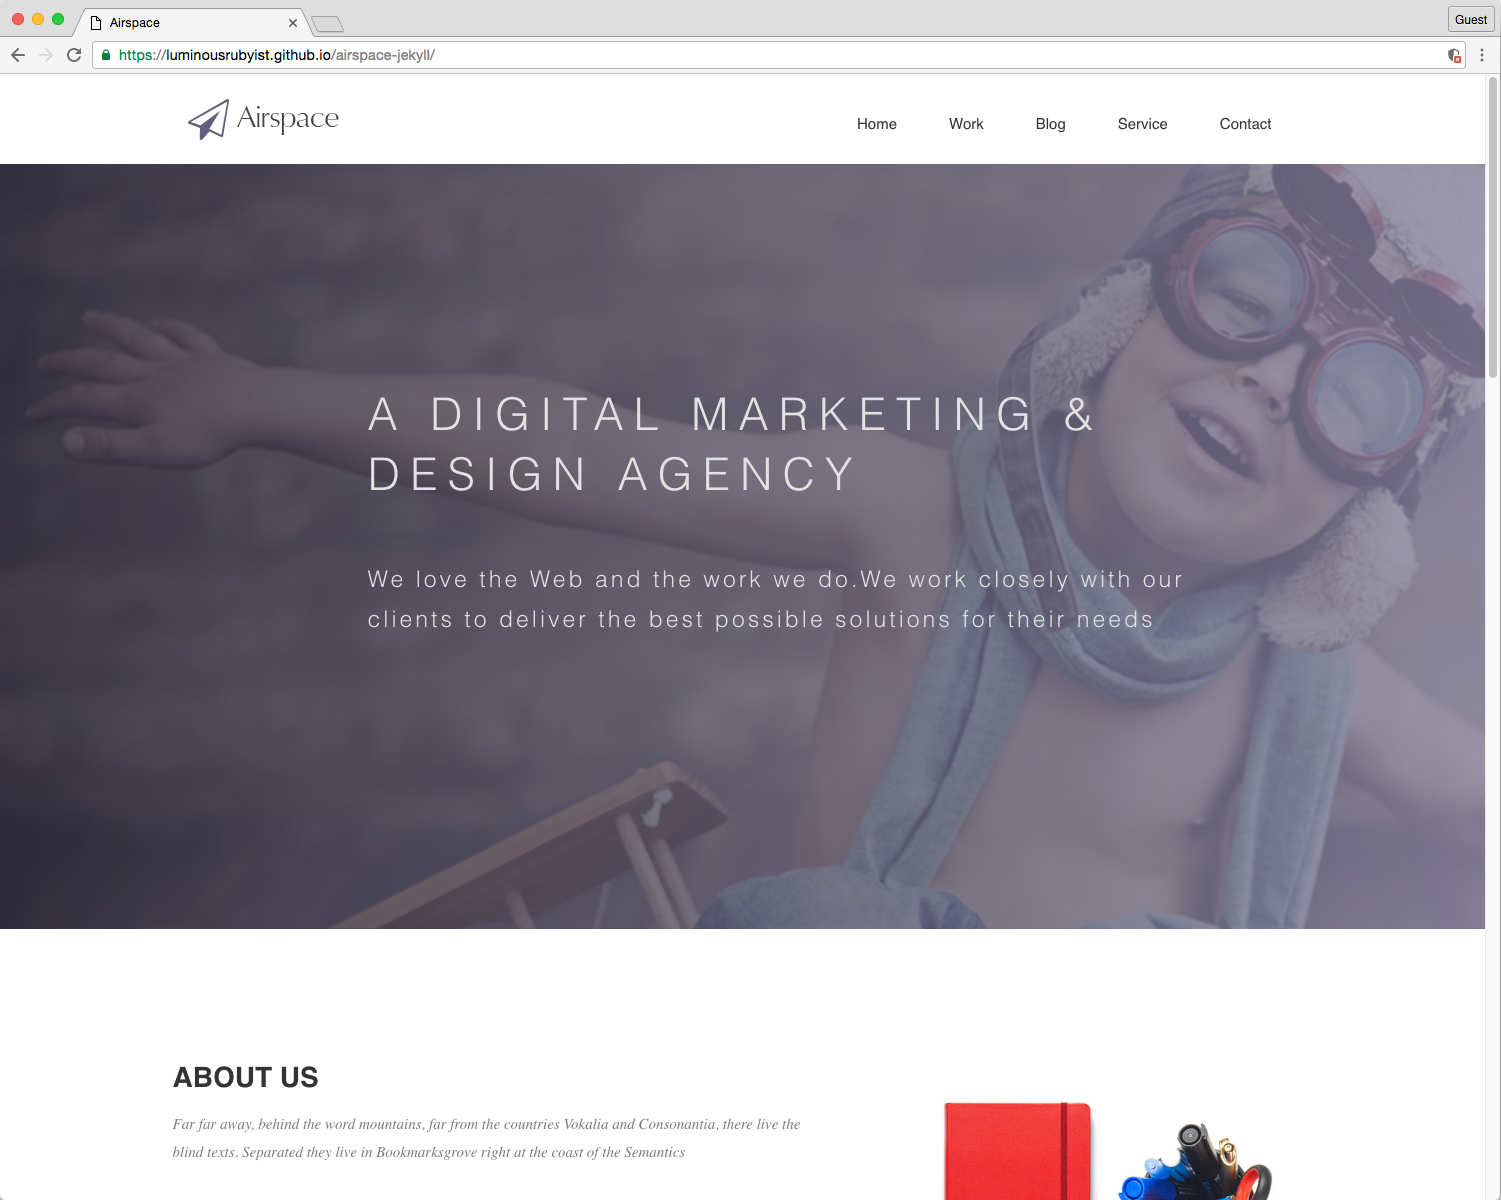 Airspace
Guest
https://luminousrubyist.github.io/airspace-jekyll/
Airspace
Home Work Blog Service Contact
A DIGITAL MARKETING &
DESIGN AGENCY
We love the Web and the work we do.We work closely with our
clients to deliver the best possible solutions for their needs
ABOUT US
Far far away, behind the word mountains, far from the countries Vokalia and Consonantia, there live the
blind texts. Separated they live in Bookmarksgrove right at the coast of the Semantics